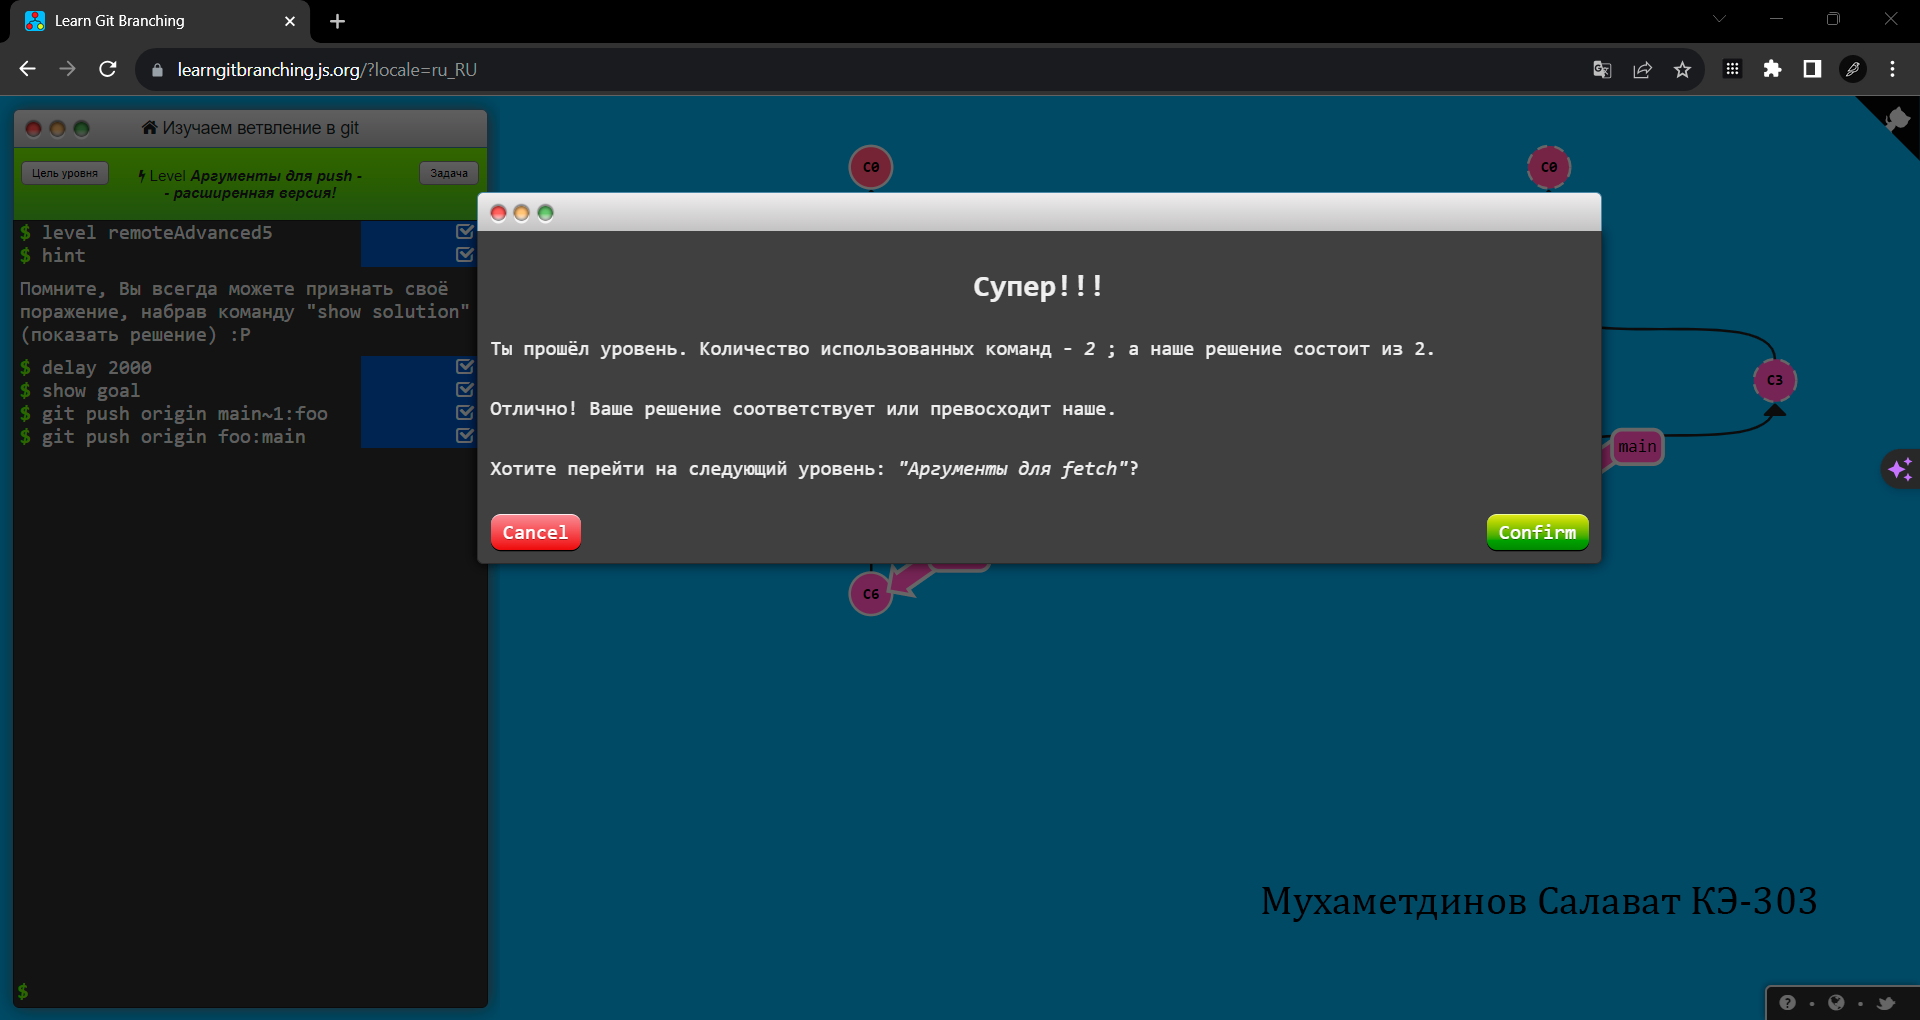 Learn Git Branching
learngitbranching.js.org/?locale=ru_RU
Изучаем ветвление в git
Цель уровня
Level Аргументы для push -
- расширенная версия!
Задача
$ level remoteAdvanced5
$ hint
Помните, Вы всегда можете признать своё
поражение, набрав команду "show solution"
(показать решение) :P
$ delay 2000
$ show goal
$ git push origin main~1:foo
$ git push origin foo:main
$
C0
C0
Супер!!!
Ты прошёл уровень. Количество использованных команд - 2 ; а наше решение состоит из 2.
Отлично! Ваше решение соответствует или превосходит наше.
Хотите перейти на следующий уровень: "Аргументы для fetch"?
Cancel
Confirm
C3
main
C6
Мухаметдинов Салават КЭ-303